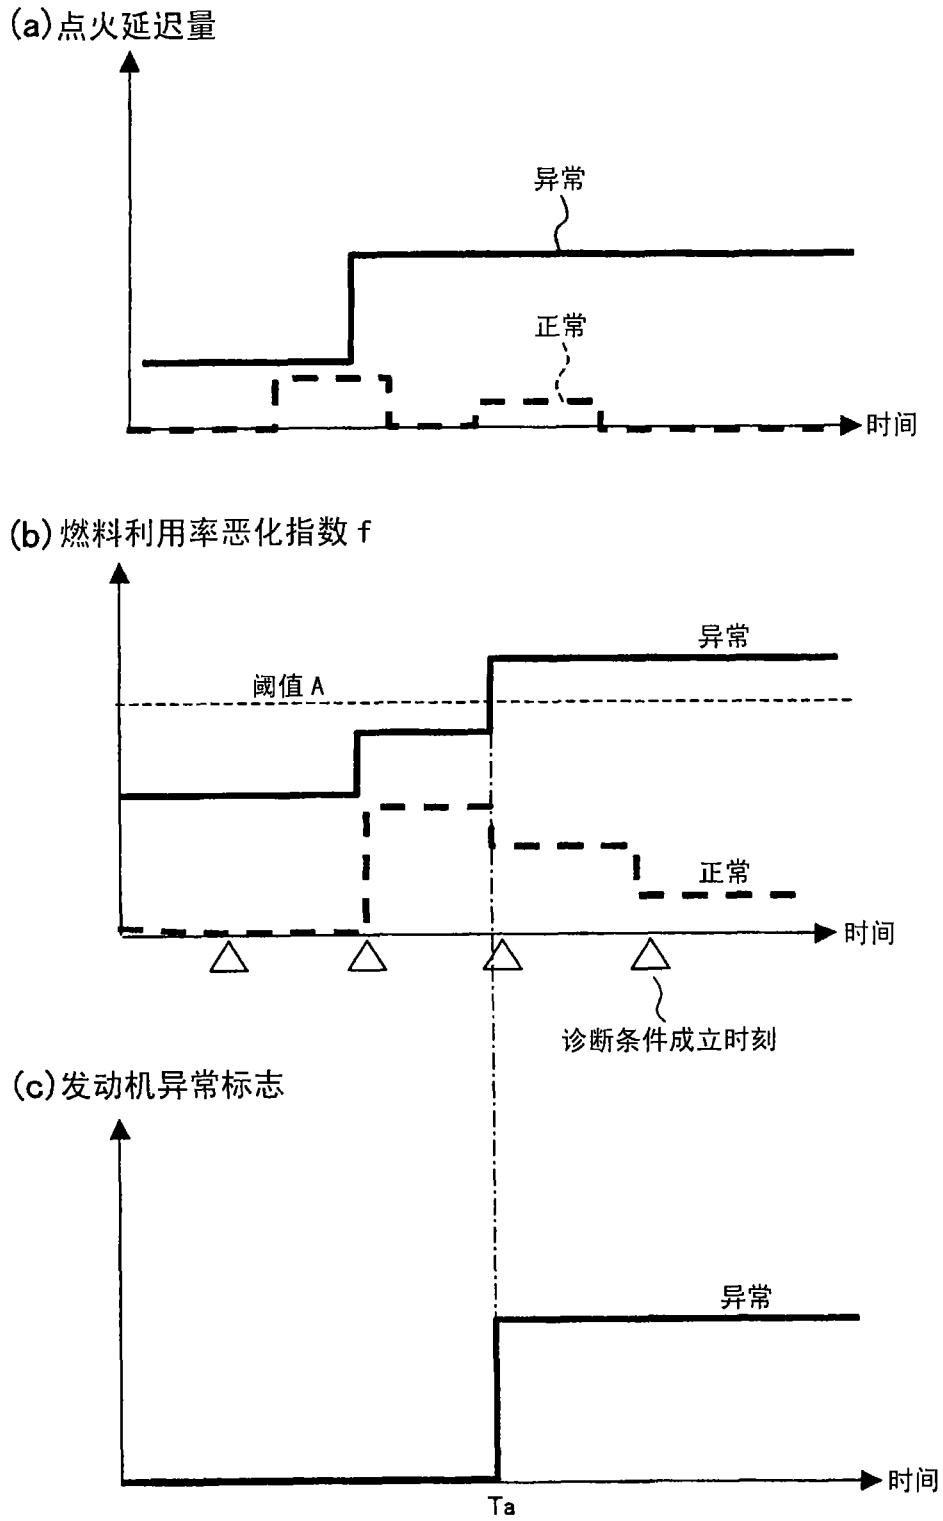 (a)点火延迟量
异常
正常
时间
(b)燃料利用率恶化指数 f
异常
阈值 A
正常
时间
诊断条件成立时刻
(c)发动机异常标志
异常
时间
Ta